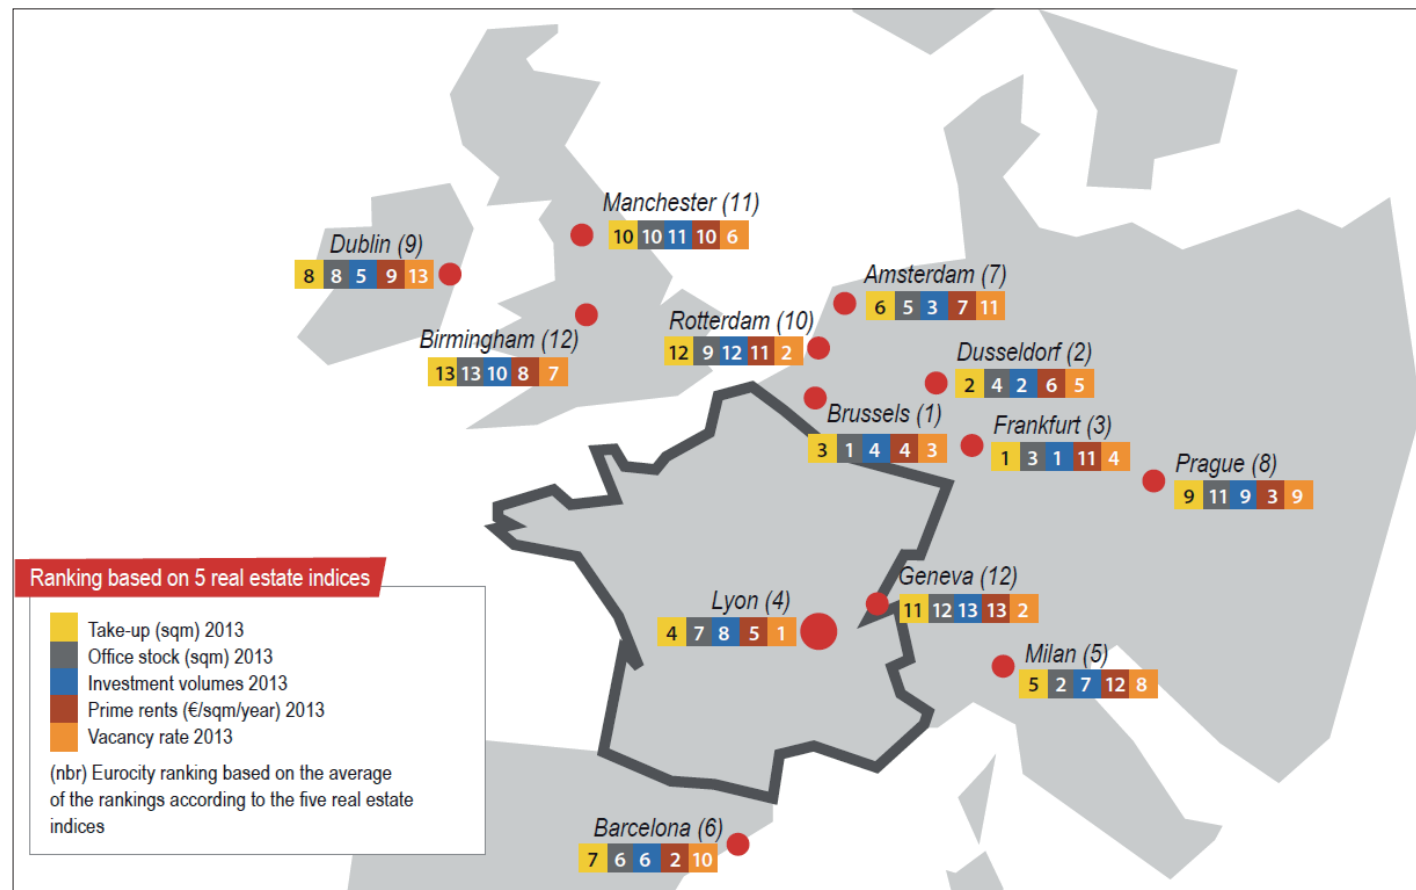 Manchester (11)
10 10 11 10 6
Dublin (9)
8 8 5 9 13
Amsterdam (7)
6 5 3 7 11
Rotterdam (10)
12 9 12 11 2
Birmingham (12)
13 13 10 8 7
Dusseldorf (2)
2 4 2 6 5
Brussels (1)
3 1 4 4 3
Frankfurt (3)
1 3 1 11 4
Prague (8)
9 11 9 3 9
Geneva (12)
11 12 13 13 2
Lyon (4)
4 7 8 5 1
Milan (5)
5 2 7 12 8
Barcelona (6)
7 6 6 2 10
Ranking based on 5 real estate indices
Take-up (sqm) 2013
Office stock (sqm) 2013
Investment volumes 2013
Prime rents (€/sqm/year) 2013
Vacancy rate 2013
(nbr) Eurocity ranking based on the average
of the rankings according to the five real estate
indices